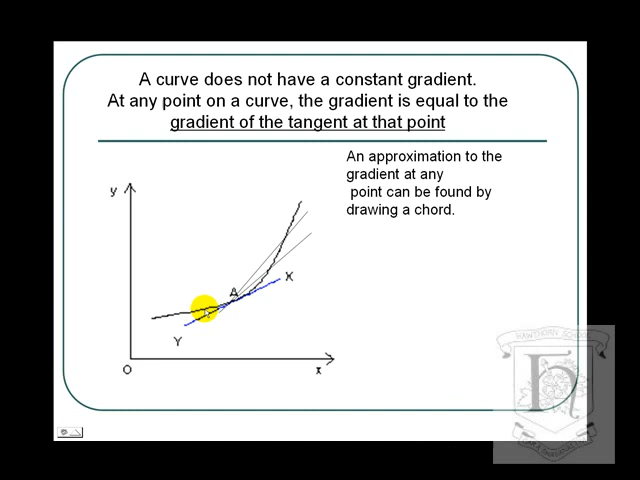 A curve does not have a constant gradient.
At any point on a curve, the gradient is equal to the
gradient of the tangent at that point
An approximation to the
gradient at any
point can be found by
drawing a chord.
y
A
X
Y
O
x
HAWTHORN SCHOOL